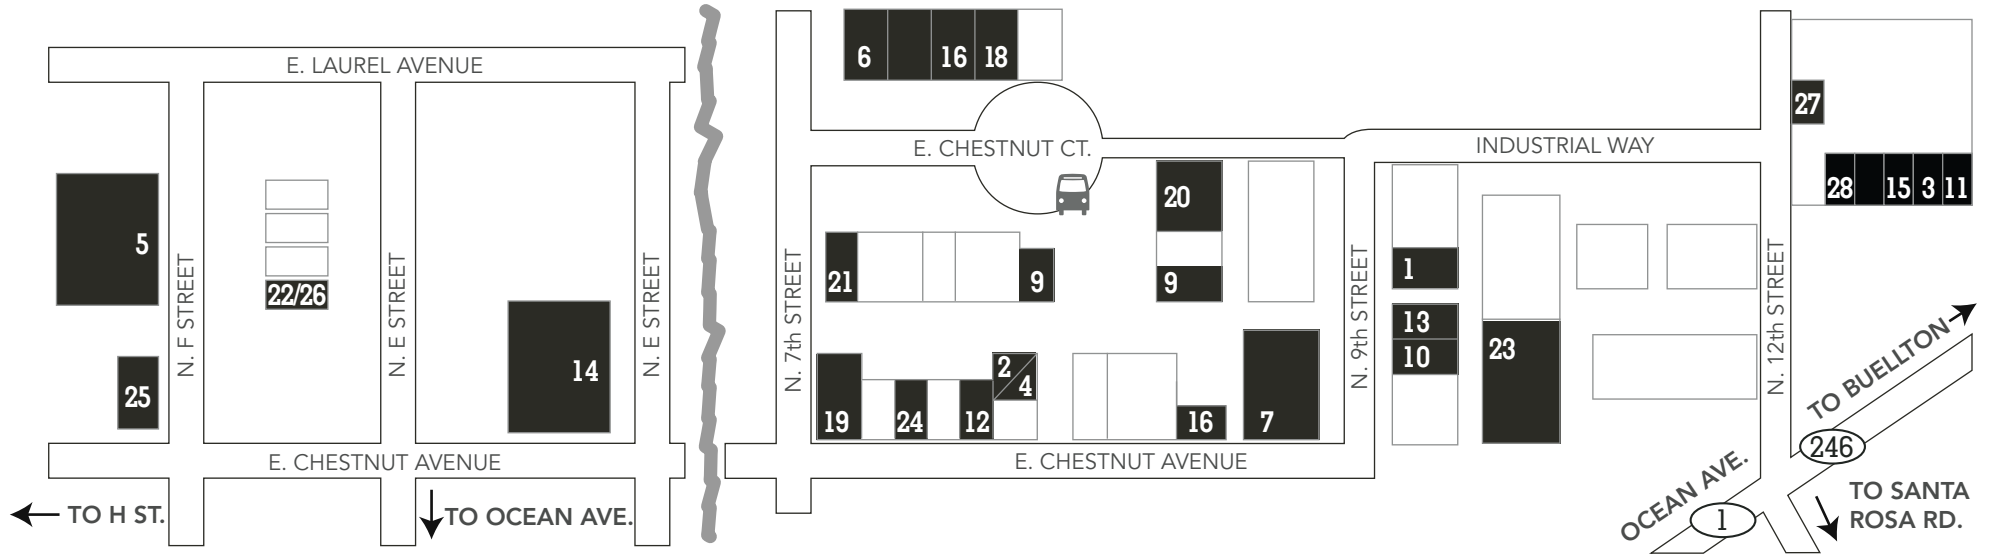 E. LAUREL AVENUE
5
25
N. F STREET
22/26
N. E STREET
14
N. E STREET
E. CHESTNUT AVENUE
TO H ST.
TO OCEAN AVE.
6
16
18
E. CHESTNUT CT.
INDUSTRIAL WAY
N. 7th STREET
21
9
20
9
19
24
12
2
4
16
7
E. CHESTNUT AVENUE
N. 9th STREET
1
13
10
23
N. 12th STREET
27
28
15
3
11
TO BUELLTON
246
OCEAN AVE.
1
TO SANTA
ROSA RD.